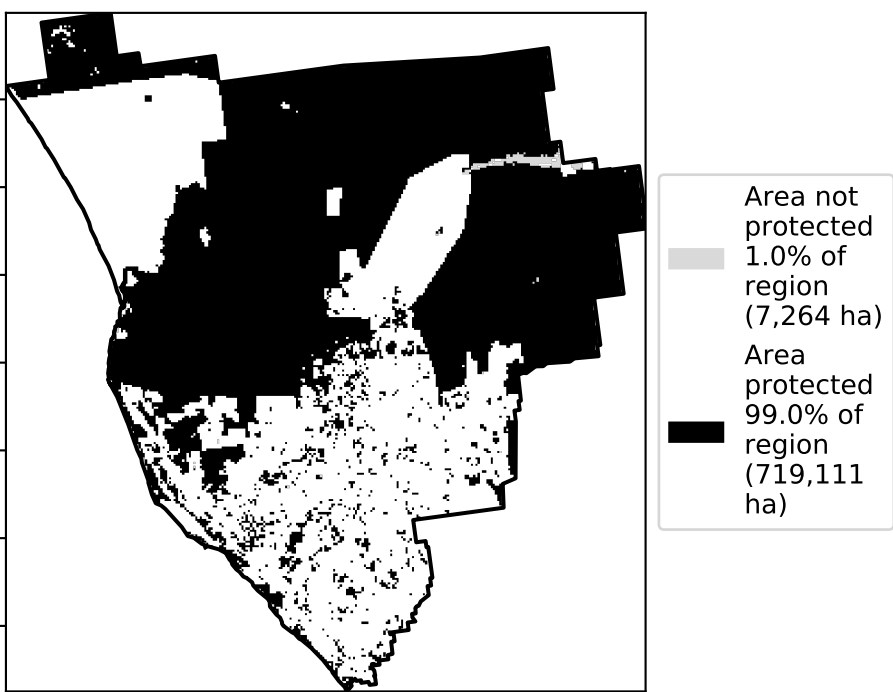 Area not
protected
1.0% of
region
(7,264 ha)
Area
protected
99.0% of
region
(719,111
ha)